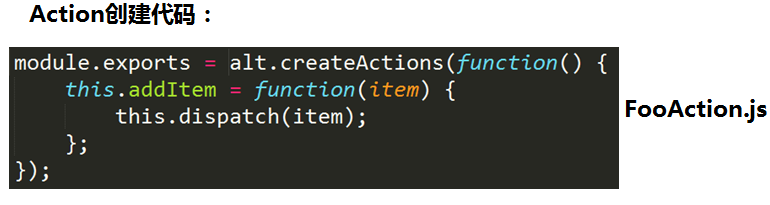 Action创建代码：
module.exports = alt.createActions(function() {
    this.addItem = function(item) {
        this.dispatch(item);
    };
});
FooAction.js